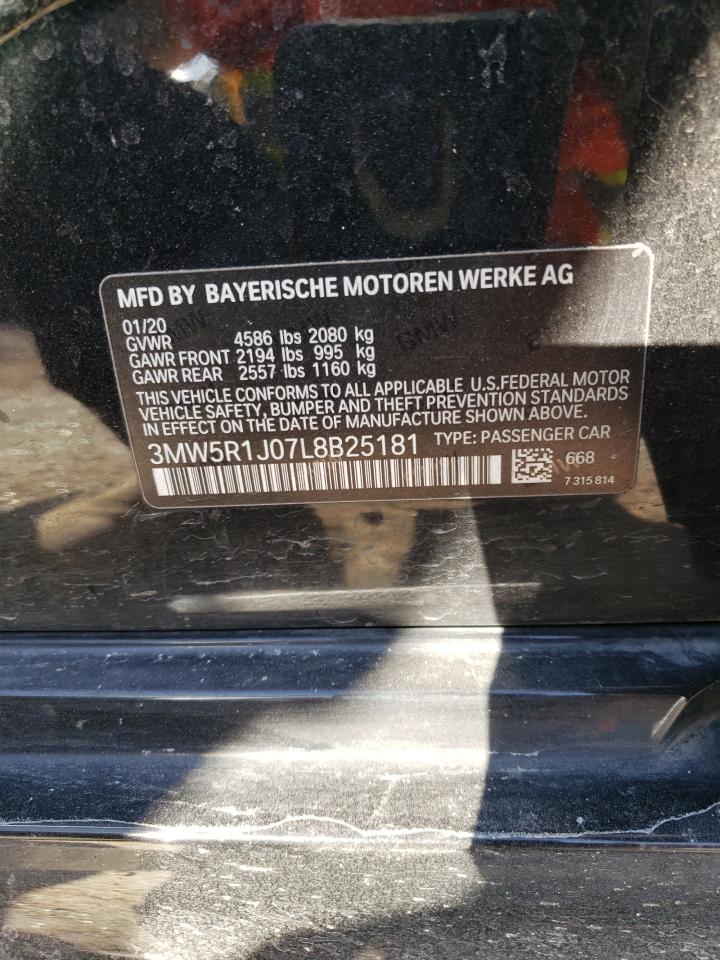 MFD BY BAYERISCHE MOTOREN WERKE AG
01/20
GVWR 4586 lbs 2080 kg
GAWR FRONT 2194 lbs 995 kg
GAWR REAR 2557 lbs 1160 kg
THIS VEHICLE CONFORMS TO ALL APPLICABLE U.S.FEDERAL MOTOR
VEHICLE SAFETY, BUMPER AND THEFT PREVENTION STANDARDS
IN EFFECT ON THE DATE OF MANUFACTURE SHOWN ABOVE.
3MW5R1J07L8B25181 TYPE: PASSENGER CAR
668
7 315 814